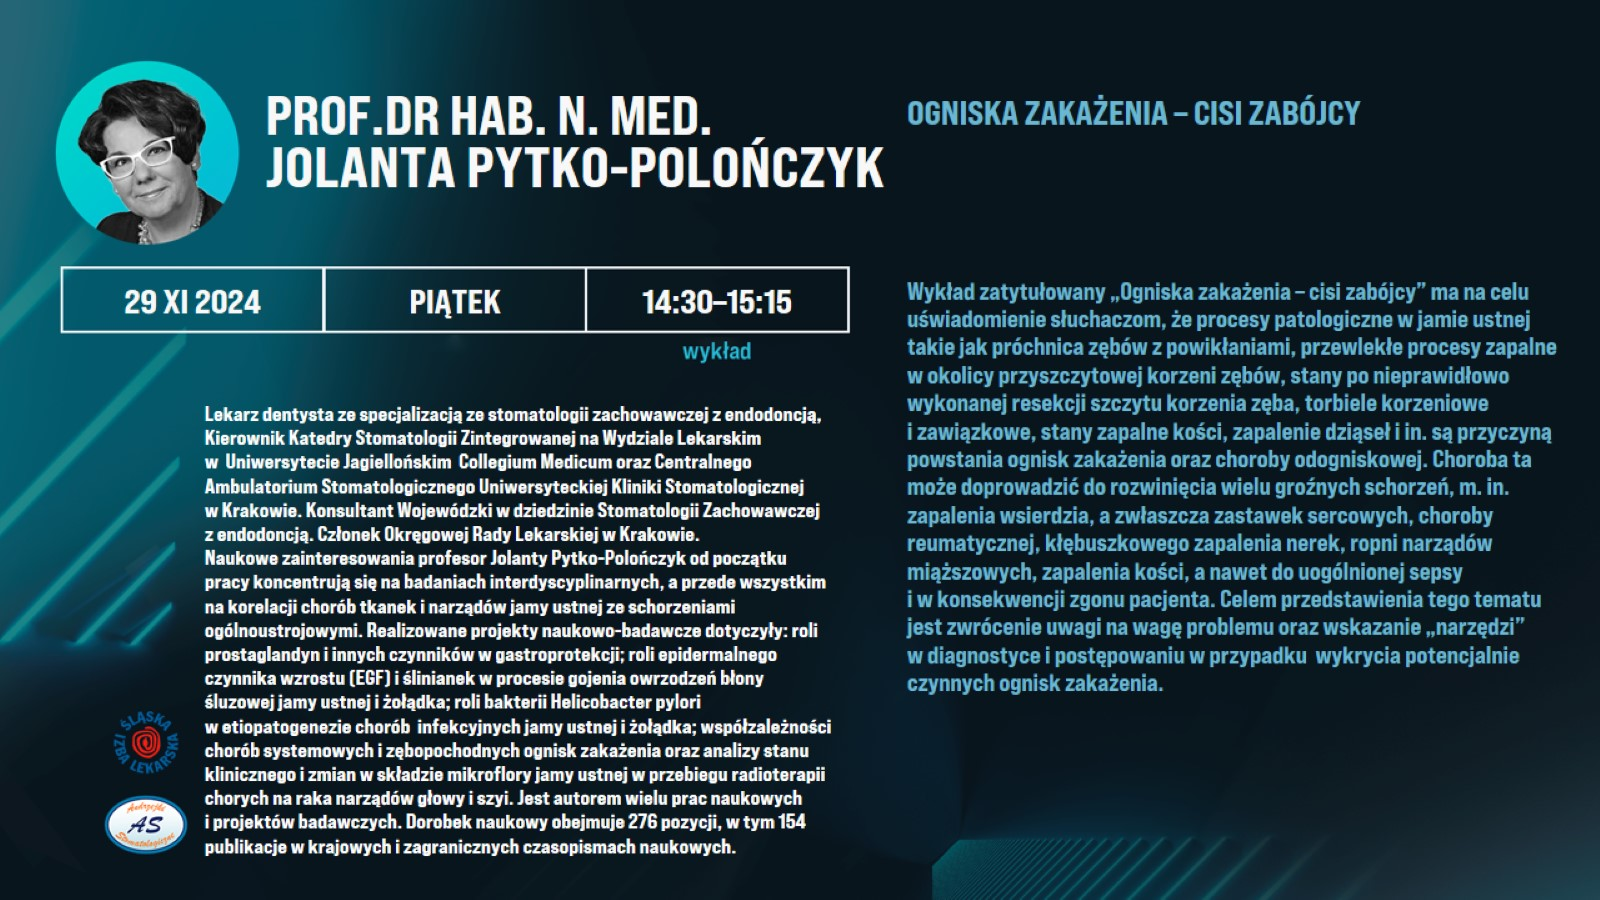 PROF.DR HAB. N. MED.
JOLANTA PYTKO-POLOŃCZYK
29 XI 2024
PIĄTEK
14:30–15:15
wykład
Lekarz dentysta ze specjalizacją ze stomatologii zachowawczej z endodoncją,
Kierownik Katedry Stomatologii Zintegrowanej na Wydziale Lekarskim
w Uniwersytecie Jagiellońskim Collegium Medicum oraz Centralnego
Ambulatorium Stomatologicznego Uniwersyteckiej Kliniki Stomatologicznej
w Krakowie. Konsultant Wojewódzki w dziedzinie Stomatologii Zachowawczej
z endodoncją. Członek Okręgowej Rady Lekarskiej w Krakowie.
Naukowe zainteresowania profesor Jolanty Pytko-Polończyk od początku
pracy koncentrują się na badaniach interdyscyplinarnych, a przede wszystkim
na korelacji chorób tkanek i narządów jamy ustnej ze schorzeniami
ogólnoustrojowymi. Realizowane projekty naukowo-badawcze dotyczyły: roli
prostaglandyn i innych czynników w gastroprotekcji; roli epidermalnego
czynnika wzrostu (EGF) i ślinianek w procesie gojenia owrzodzeń błony
śluzowej jamy ustnej i żołądka; roli bakterii Helicobacter pylori
w etiopatogenezie chorób infekcyjnych jamy ustnej i żołądka; współzależności
chorób systemowych i zębopochodnych ognisk zakażenia oraz analizy stanu
klinicznego i zmian w składzie mikroflory jamy ustnej w przebiegu radioterapii
chorych na raka narządów głowy i szyi. Jest autorem wielu prac naukowych
i projektów badawczych. Dorobek naukowy obejmuje 276 pozycji, w tym 154
publikacje w krajowych i zagranicznych czasopismach naukowych.
ŚLĄSKA
IZBA LEKARSKA
Andrzejki
AS
Stomatologiczne
OGNISKA ZAKAŻENIA – CISI ZABÓJCY
Wykład zatytułowany „Ogniska zakażenia – cisi zabójcy” ma na celu
uświadomienie słuchaczom, że procesy patologiczne w jamie ustnej
takie jak próchnica zębów z powikłaniami, przewlekłe procesy zapalne
w okolicy przyszczytowej korzeni zębów, stany po nieprawidłowo
wykonanej resekcji szczytu korzenia zęba, torbiele korzeniowe
i zawiązkowe, stany zapalne kości, zapalenie dziąseł i in. są przyczyną
powstania ognisk zakażenia oraz choroby odogniskowej. Choroba ta
może doprowadzić do rozwinięcia wielu groźnych schorzeń, m. in.
zapalenia wsierdzia, a zwłaszcza zastawek sercowych, choroby
reumatycznej, kłębuszkowego zapalenia nerek, ropni narządów
miąższowych, zapalenia kości, a nawet do uogólnionej sepsy
i w konsekwencji zgonu pacjenta. Celem przedstawienia tego tematu
jest zwrócenie uwagi na wagę problemu oraz wskazanie „narzędzi”
w diagnostyce i postępowaniu w przypadku wykrycia potencjalnie
czynnych ognisk zakażenia.